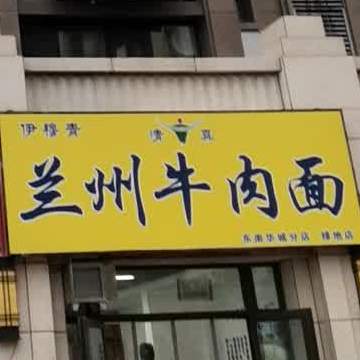 伊穆青
清真
兰州牛肉面
东南华城分店 绿地店